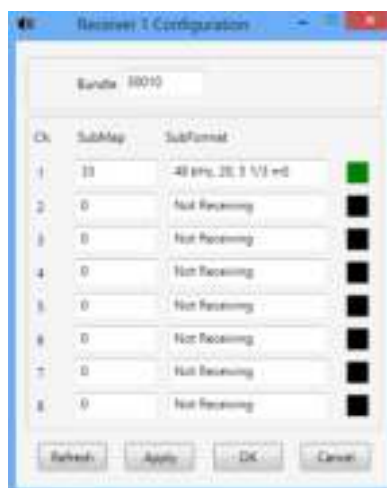 Receiver 1 Configuration
Bundle 30010
Ch. SubMap SubFormat
1 33
2 0 Not Receiving
3 0 Not Receiving
4 0 Not Receiving
5 0 Not Receiving
6 0 Not Receiving
7 0 Not Receiving
8 0 Not Receiving
Refresh Apply OK Cancel